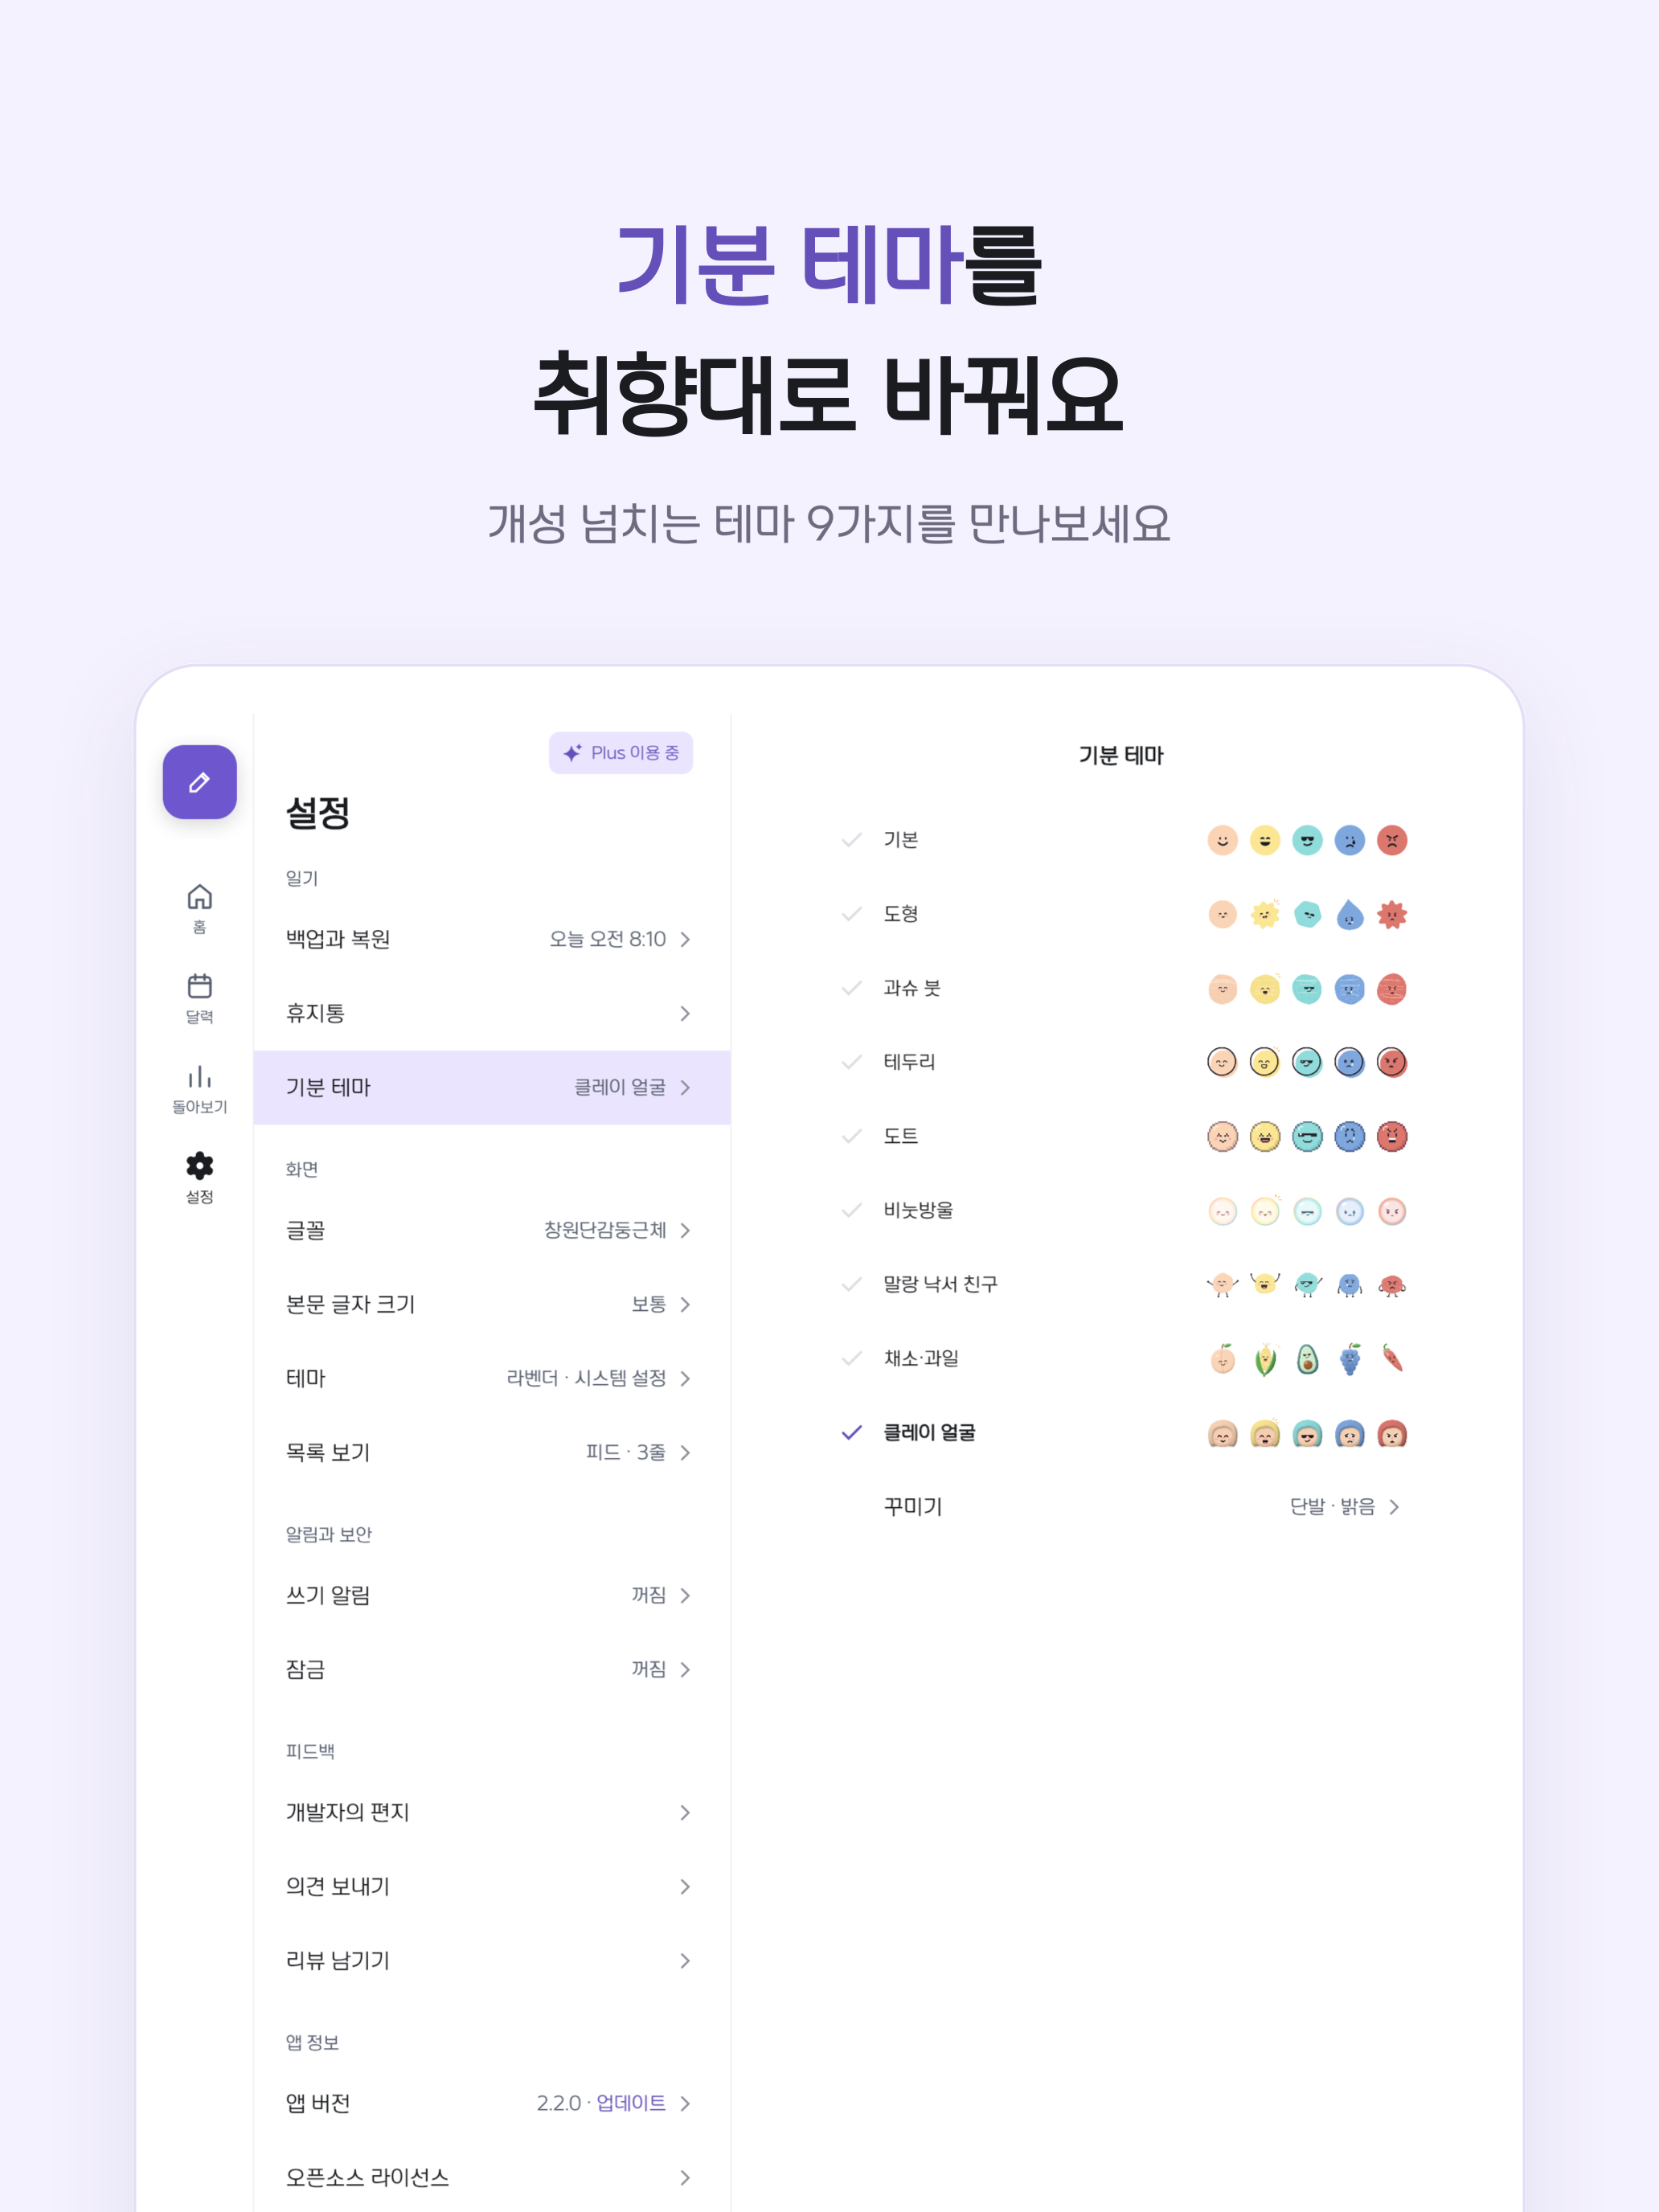 기분 테마를
취향대로 바꿔요
개성 넘치는 테마 9가지를 만나보세요
홈
달력
돌아보기
설정
Plus 이용 중
설정
일기
백업과 복원 오늘 오전 8:10
휴지통
기분 테마 클레이 얼굴
화면
글꼴 창원단감둥근체
본문 글자 크기 보통
테마 라벤더 · 시스템 설정
목록 보기 피드 · 3줄
알림과 보안
쓰기 알림 꺼짐
잠금 꺼짐
피드백
개발자의 편지
의견 보내기
리뷰 남기기
앱 정보
앱 버전 2.2.0 · 업데이트
오픈소스 라이선스
기분 테마
기본
도형
과슈 붓
테두리
도트
비눗방울
말랑 낙서 친구
채소·과일
클레이 얼굴
꾸미기 단발 · 밝음